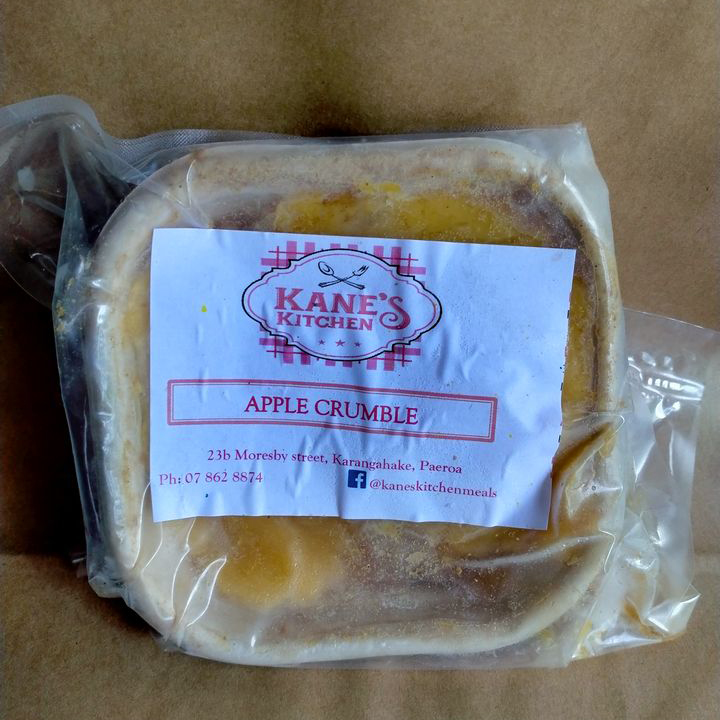 KANE'S
KITCHEN
APPLE CRUMBLE
23b Moresby street, Karangahake, Paeroa
Ph: 07 862 8874
f @kaneskitchenmeals